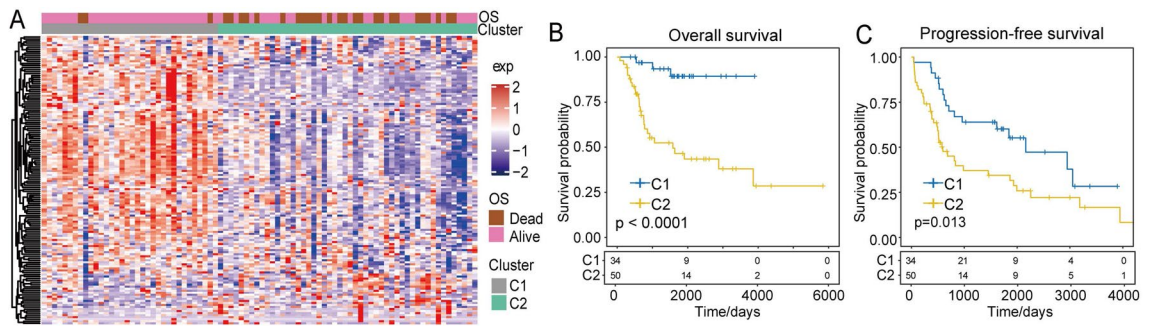 A
OS
Cluster
exp
2
1
0
−1
−2
OS
Dead
Alive
Cluster
C1
C2
B
Overall survival
Survival probability
1.00
0.75
0.50
0.25
0.00
C1
C2
p < 0.0001
C1 34 9 0 0
C2 50 14 2 0
0 2000 4000 6000
Time/days
C
Progression-free survival
Survival probability
1.00
0.75
0.50
0.25
0.00
C1
C2
p=0.013
C1 34 21 9 4 0
C2 50 14 9 5 1
0 1000 2000 3000 4000
Time/days